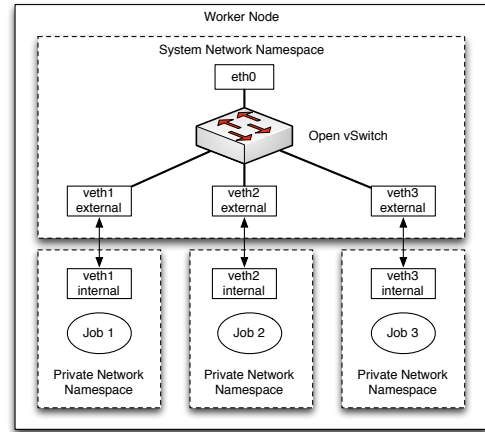 Worker Node
System Network Namespace
eth0
Open vSwitch
veth1
external
veth2
external
veth3
external
veth1
internal
veth2
internal
veth3
internal
Job 1
Job 2
Job 3
Private Network
Namespace
Private Network
Namespace
Private Network
Namespace